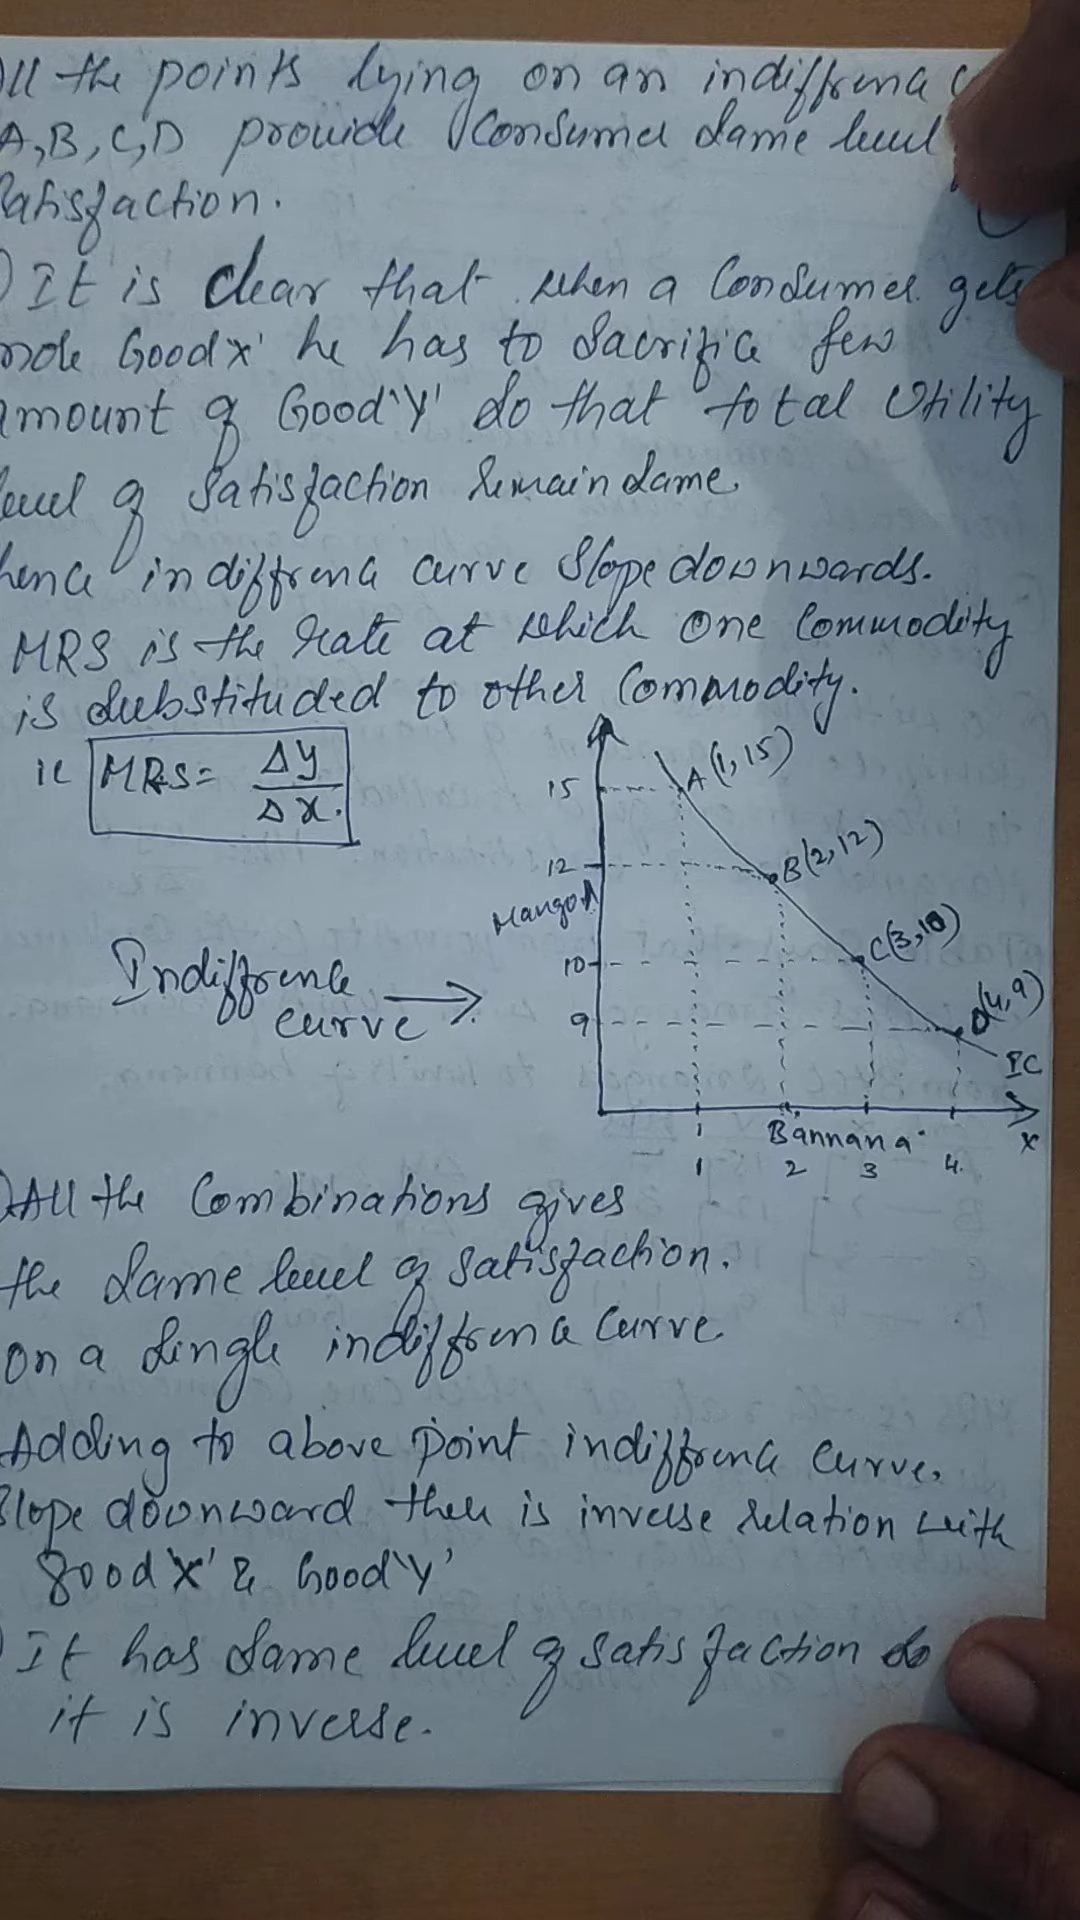 All the points lying on an indiffrence
A, B, C, D provide Consumer same level
Satisfaction.
It is clear that when a Consumer gets
more Good 'x' he has to Sacrifice few
amount of Good 'Y' so that total Utility
level of Satisfaction remain same.
hence indiffrence curve Slope downwards.
MRS is the rate at which one Commodity
is substituded to other Commodity.
ie MRS = Δy / Δx.
A (1, 15)
15
B (2, 12)
12
Mango
C (3, 10)
10
D (4, 9)
9
IC
Indiffrence
curve →
Bannana
x
1 2 3 4.
All the Combinations gives
the same level of Satisfaction.
on a Single indiffrence Curve
Adding to above point indiffrence Curve.
Slope downward ther is inverse relation with
good 'x' & Good 'y'
It has same level of satisfaction so
it is inverse.